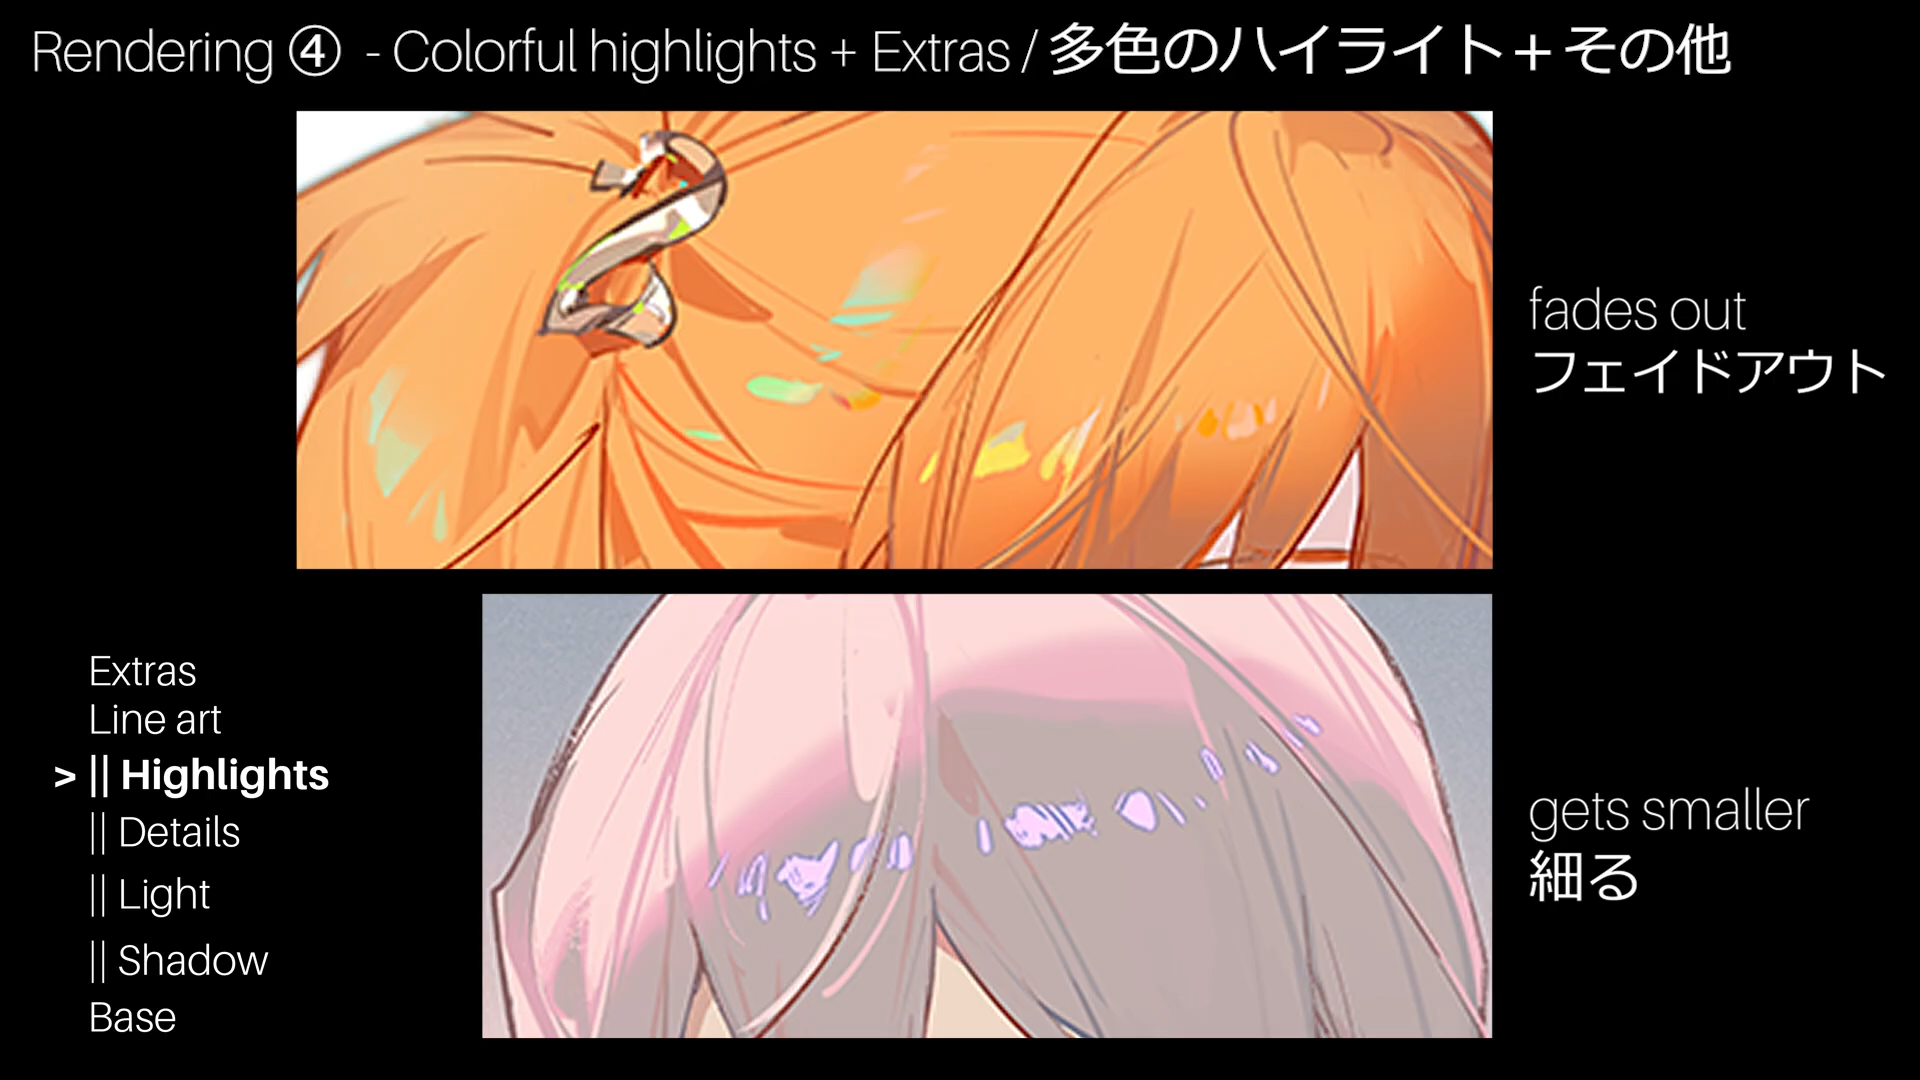 Rendering ④ - Colorful highlights + Extras / 多色のハイライト＋その他
fades out
フェイドアウト
Extras
Line art
> || Highlights
|| Details
|| Light
|| Shadow
Base
gets smaller
細る